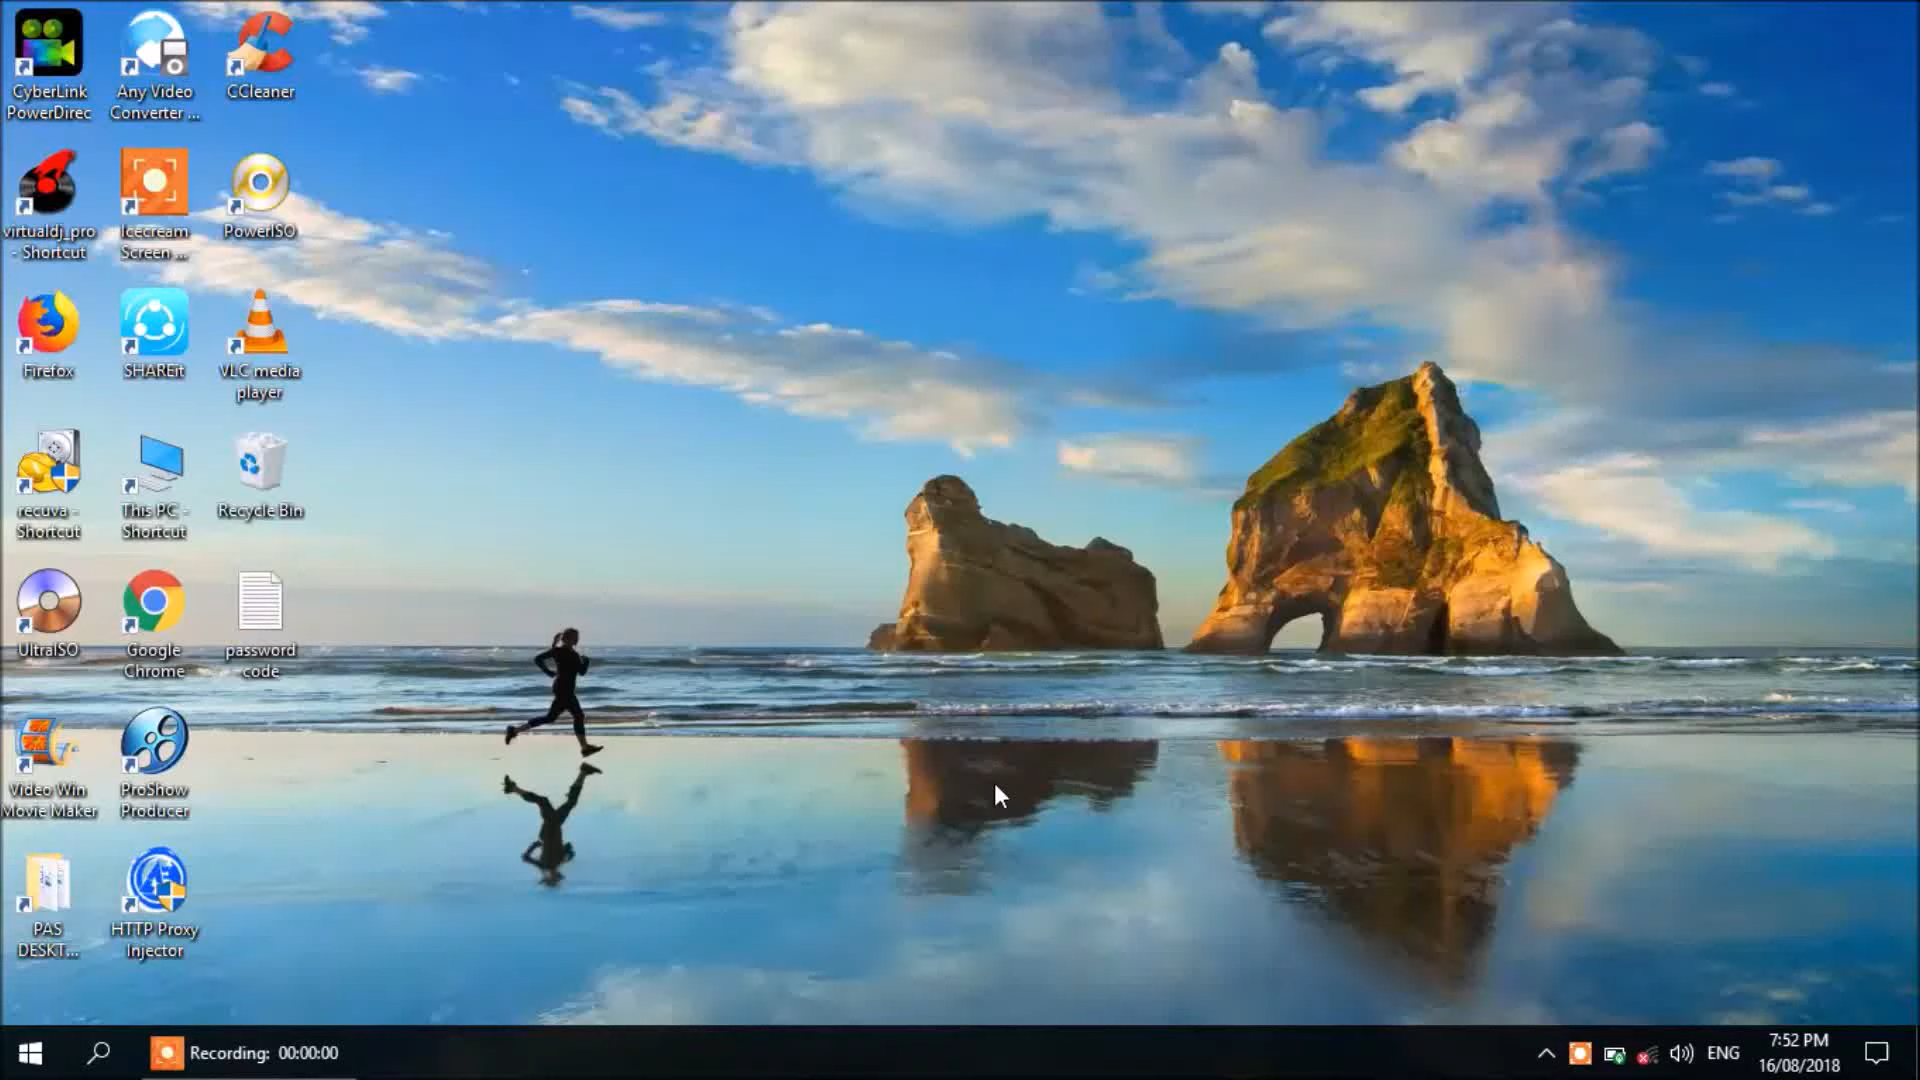 CyberLink
PowerDirec
Any Video
Converter ...
CCleaner
virtualdj_pro
- Shortcut
Icecream
Screen ...
PowerISO
Firefox
SHAREit
VLC media
player
recuva -
Shortcut
This PC -
Shortcut
Recycle Bin
UltraISO
Google
Chrome
password
code
Video Win
Movie Maker
ProShow
Producer
PAS
DESKT...
HTTP Proxy
Injector
Recording: 00:00:00
ENG
7:52 PM
16/08/2018